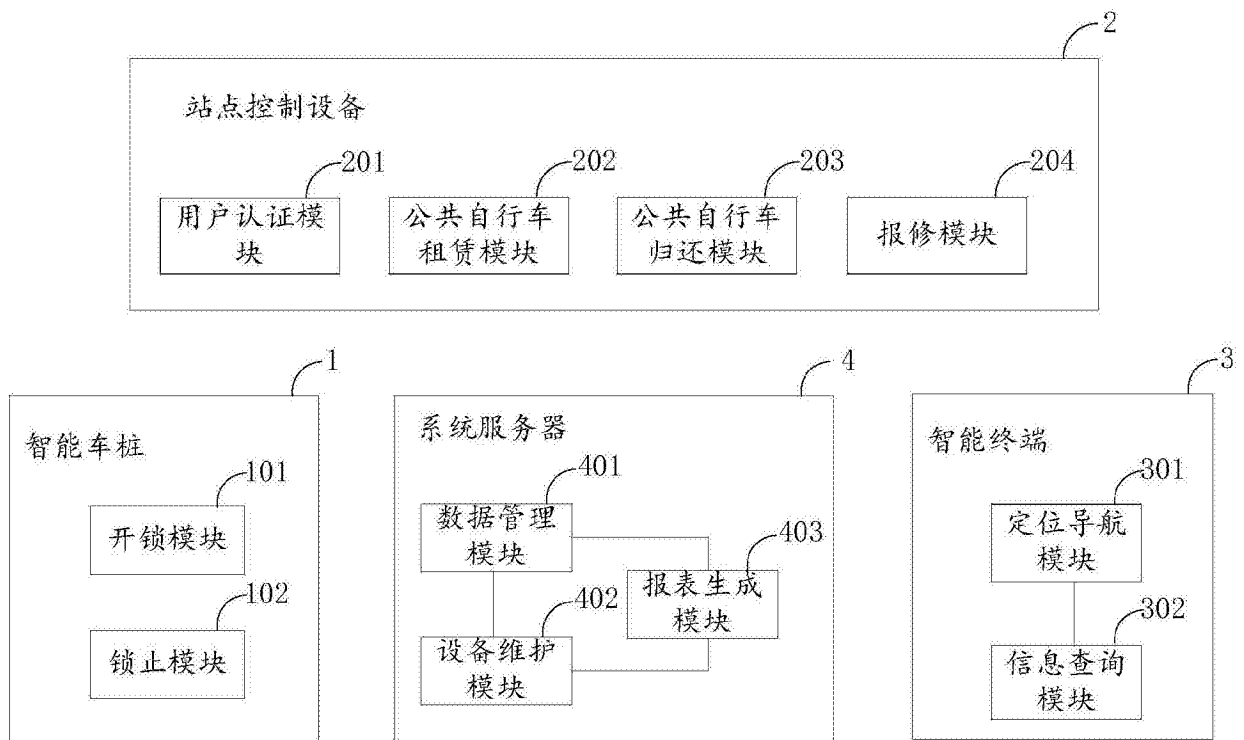 2
站点控制设备
201
202
203
204
用户认证模
块
公共自行车
租赁模块
公共自行车
归还模块
报修模块
1
智能车桩
101
开锁模块
102
锁止模块
4
系统服务器
401
数据管理
模块
403
报表生成
模块
402
设备维护
模块
3
智能终端
301
定位导航
模块
302
信息查询
模块